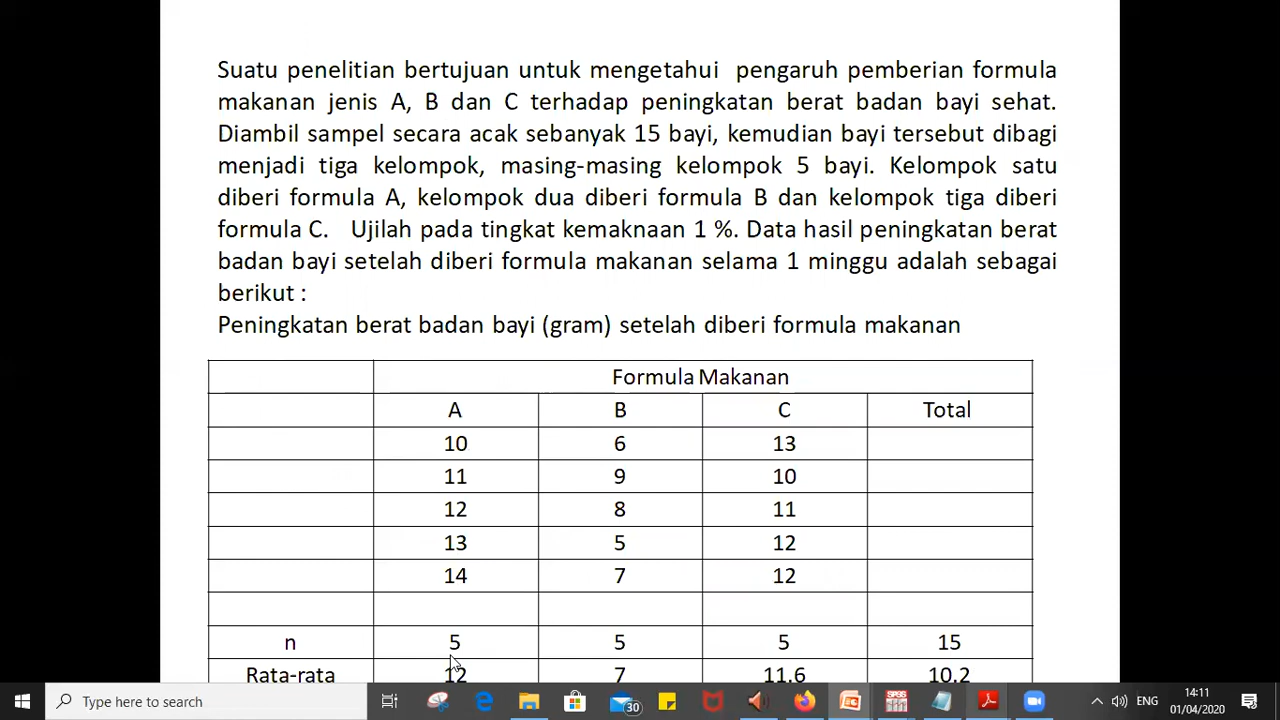 Suatu penelitian bertujuan untuk mengetahui pengaruh pemberian formula
makanan jenis A, B dan C terhadap peningkatan berat badan bayi sehat.
Diambil sampel secara acak sebanyak 15 bayi, kemudian bayi tersebut dibagi
menjadi tiga kelompok, masing-masing kelompok 5 bayi. Kelompok satu
diberi formula A, kelompok dua diberi formula B dan kelompok tiga diberi
formula C. Ujilah pada tingkat kemaknaan 1 %. Data hasil peningkatan berat
badan bayi setelah diberi formula makanan selama 1 minggu adalah sebagai
berikut :
Peningkatan berat badan bayi (gram) setelah diberi formula makanan
Formula Makanan
A B C Total
10 6 13
11 9 10
12 8 11
13 5 12
14 7 12
n 5 5 5 15
Rata-rata 12 7 11.6 10.2
Type here to search
30
SPSS
ENG
14:11
01/04/2020